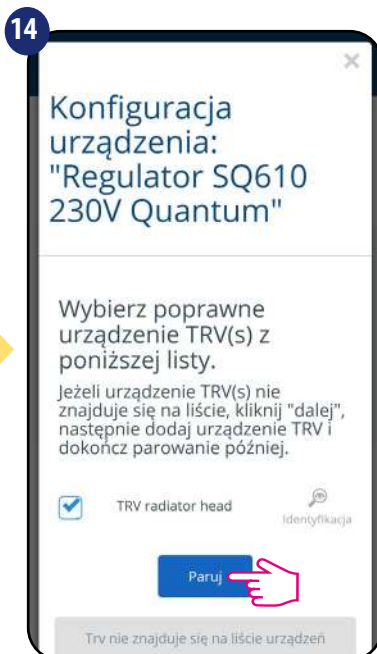 14
×
Konfiguracja
urządzenia:
"Regulator SQ610
230V Quantum"
Wybierz poprawne
urządzenie TRV(s) z
poniższej listy.
Jeżeli urządzenie TRV(s) nie
znajduje się na liście, kliknij "dalej",
następnie dodaj urządzenie TRV i
dokończ parowanie później.
TRV radiator head
Identyfikacja
Paruj
Trv nie znajduje się na liście urządzeń